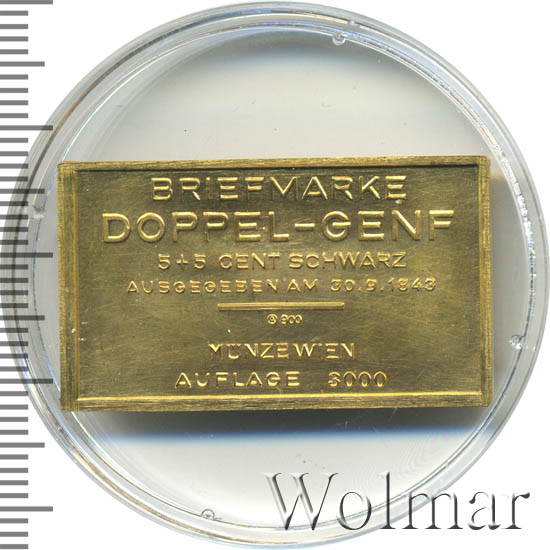 BRIEFMARKE
DOPPEL-GENF
5+5 CENT SCHWARZ
AUSGEGEBEN AM 30.9.1843
900
MÜNZE WIEN
AUFLAGE 3000
Wolmar